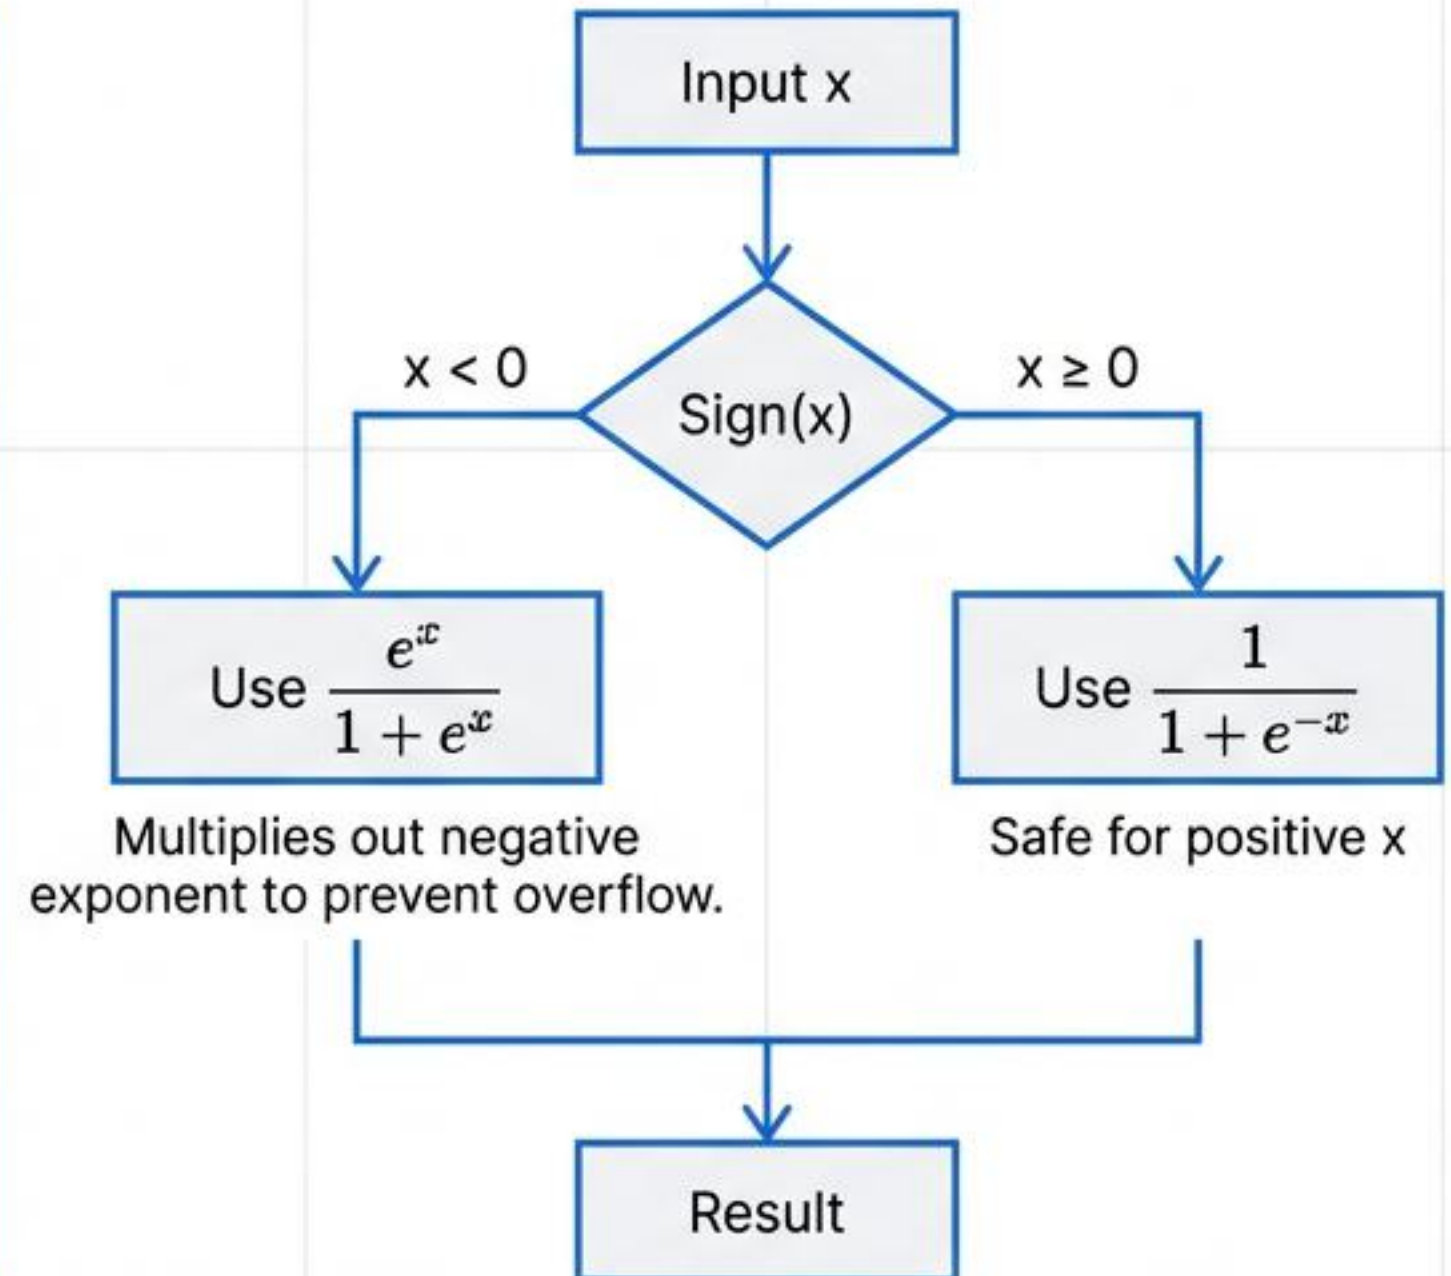 Input x
x < 0
Sign(x)
x ≥ 0
Use e^x / (1 + e^x)
Use 1 / (1 + e^{-x})
Multiplies out negative
exponent to prevent overflow.
Safe for positive x
Result